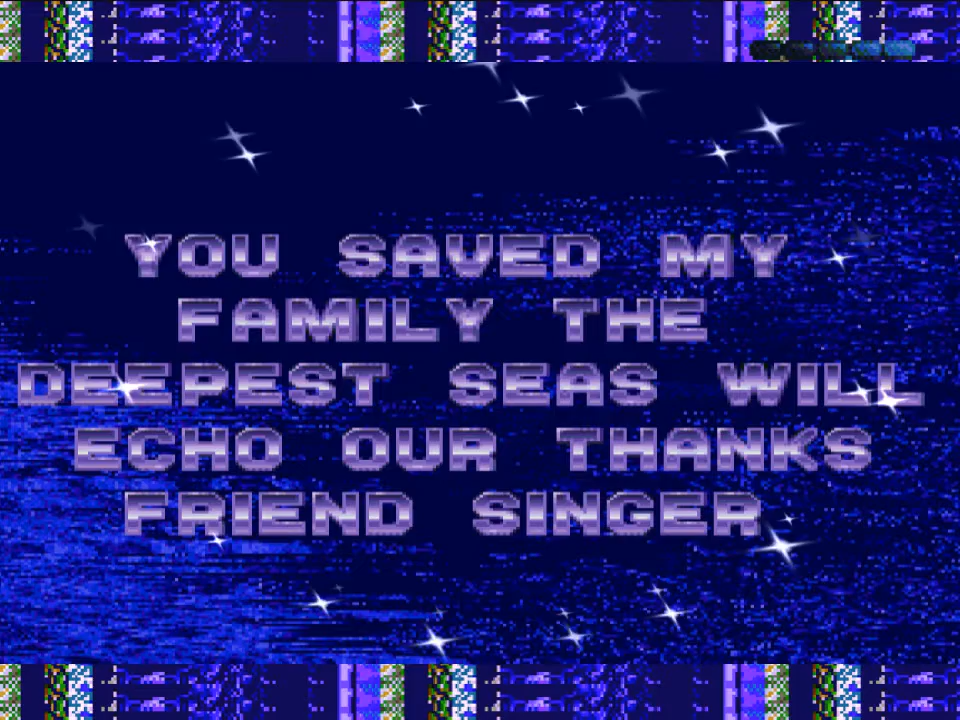 YOU SAVED MY
FAMILY THE
DEEPEST SEAS WILL
ECHO OUR THANKS
FRIEND SINGER